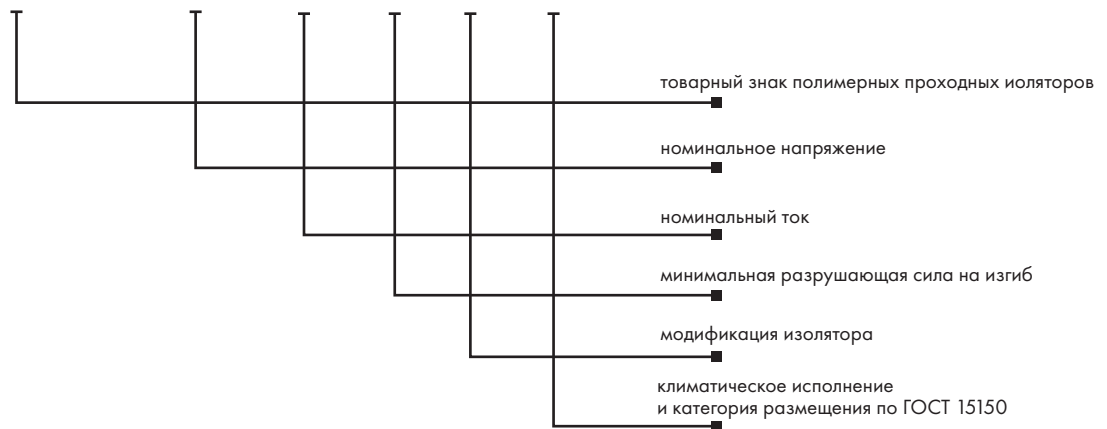 товарный знак полимерных проходных иоляторов
номинальное напряжение
номинальный ток
минимальная разрушающая сила на изгиб
модификация изолятора
климатическое исполнение
и категория размещения по ГОСТ 15150